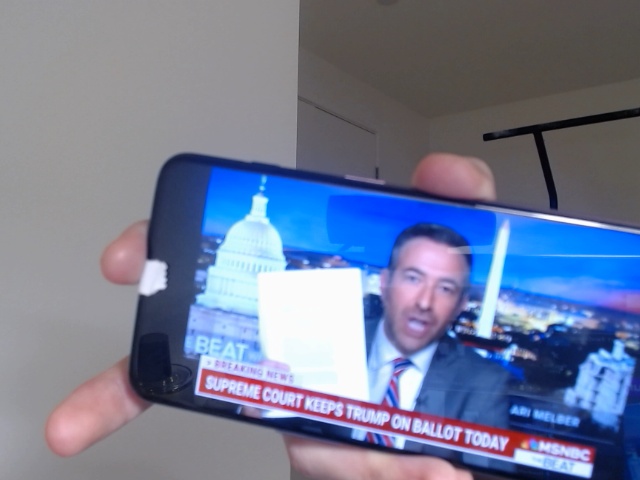 BEAT
BREAKING NEWS
SUPREME COURT KEEPS TRUMP ON BALLOT TODAY
ARI MELBER
MSNBC
THE BEAT